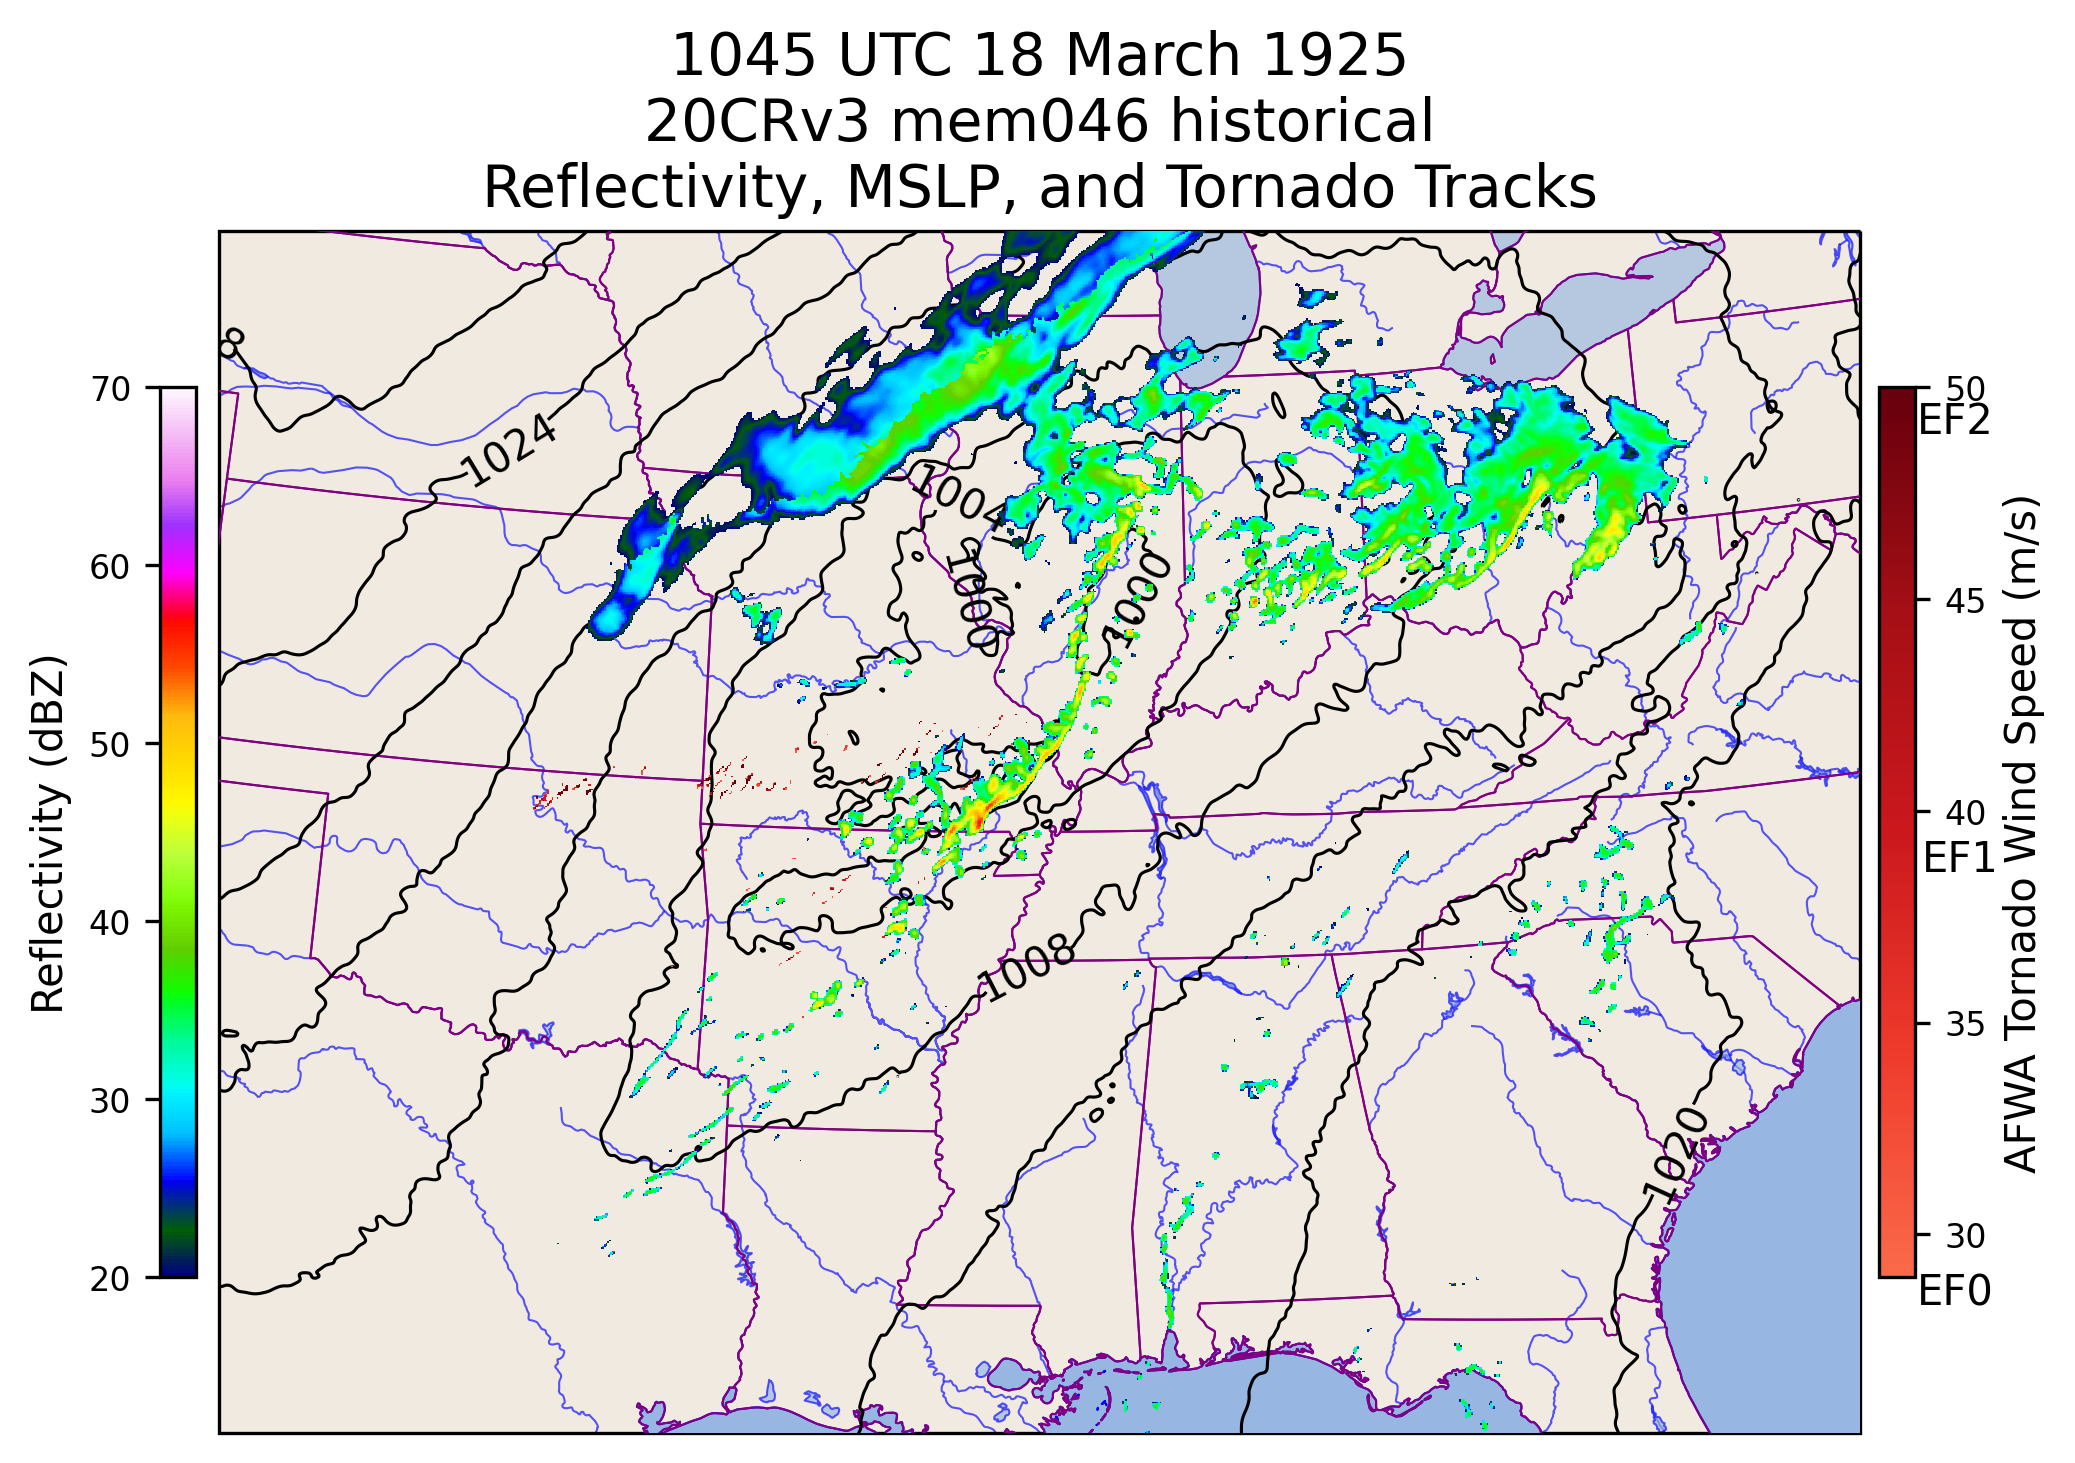 1045 UTC 18 March 1925
20CRv3 mem046 historical
Reflectivity, MSLP, and Tornado Tracks
8
1024
1004
1000
1000
1008
1020
70
60
50
40
30
20
Reflectivity (dBZ)
50
EF2
45
40
EF1
35
30
EF0
AFWA Tornado Wind Speed (m/s)